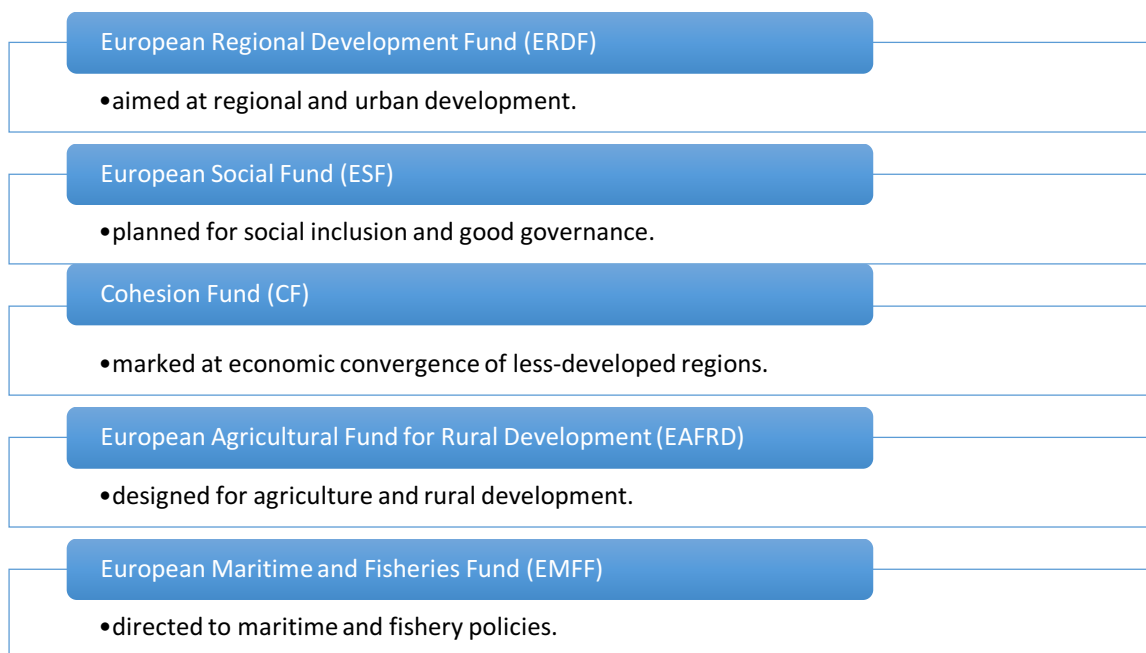 European Regional Development Fund (ERDF)
•aimed at regional and urban development.
European Social Fund (ESF)
•planned for social inclusion and good governance.
Cohesion Fund (CF)
•marked at economic convergence of less-developed regions.
European Agricultural Fund for Rural Development (EAFRD)
•designed for agriculture and rural development.
European Maritime and Fisheries Fund (EMFF)
•directed to maritime and fishery policies.